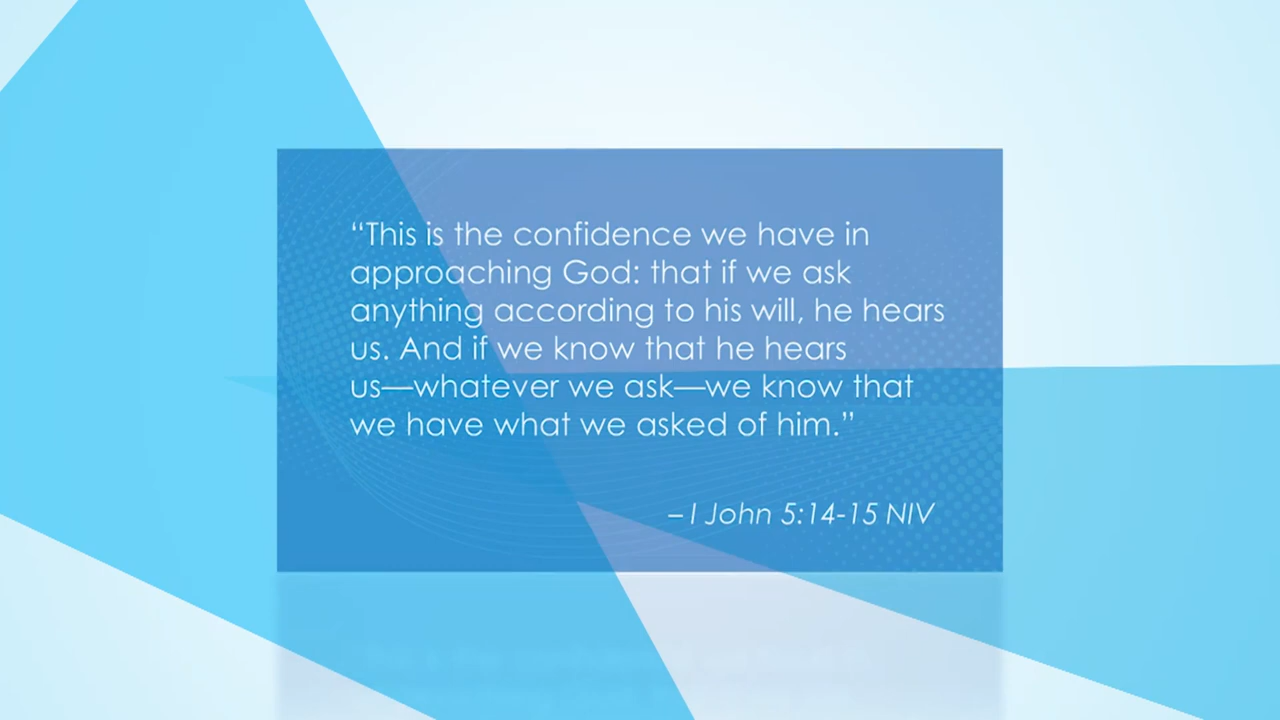 “This is the confidence we have in
approaching God: that if we ask
anything according to his will, he hears
us. And if we know that he hears
us—whatever we ask—we know that
we have what we asked of him.”
– I John 5:14-15 NIV